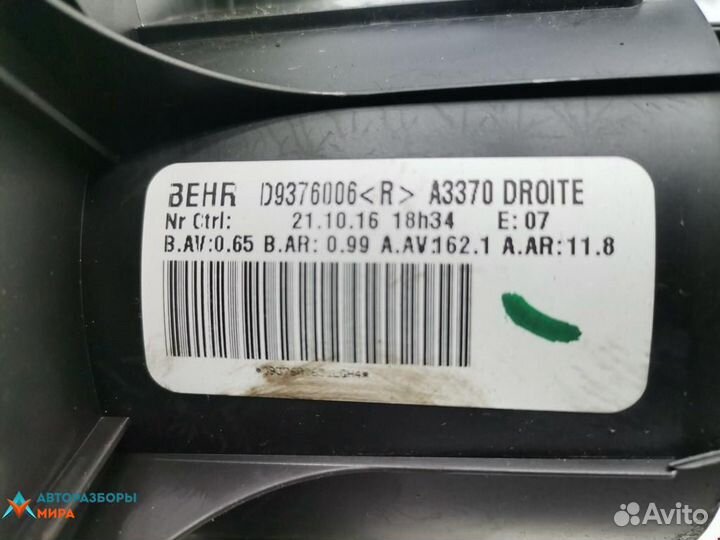 BEHR D9376006<R> A3370 DROITE
Nr Ctrl: 21.10.16 18h34 E: 07
B.AV:0.65 B.AR: 0.99 A.AV:162.1 A.AR:11.8
АВТОРАЗБОРЫ
МИРА
Avito